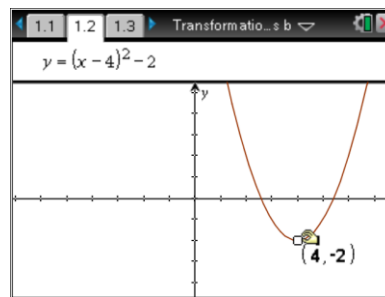 1.1 1.2 1.3 Transformatio...s b
y=(x−4)²−2
y
(4,-2)